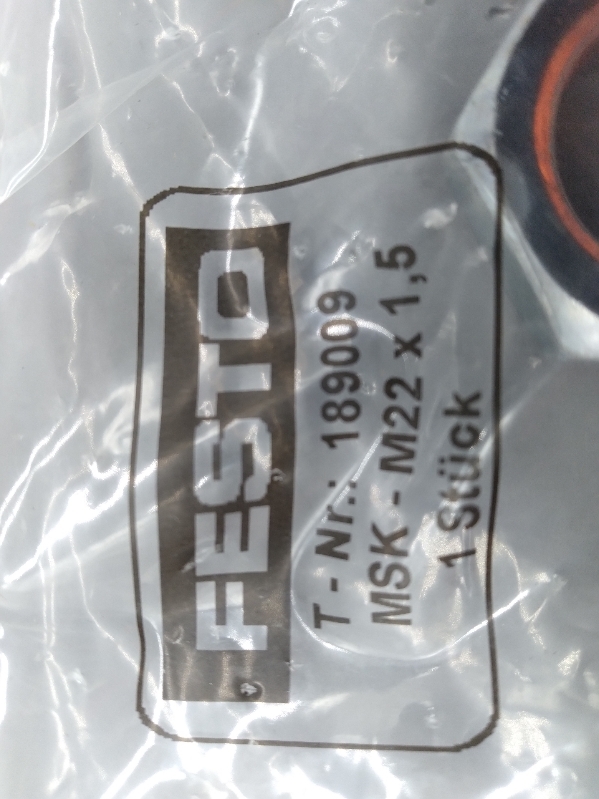 FESTO
T - Nr.: 189009
MSK - M22 x 1,5
1 Stück